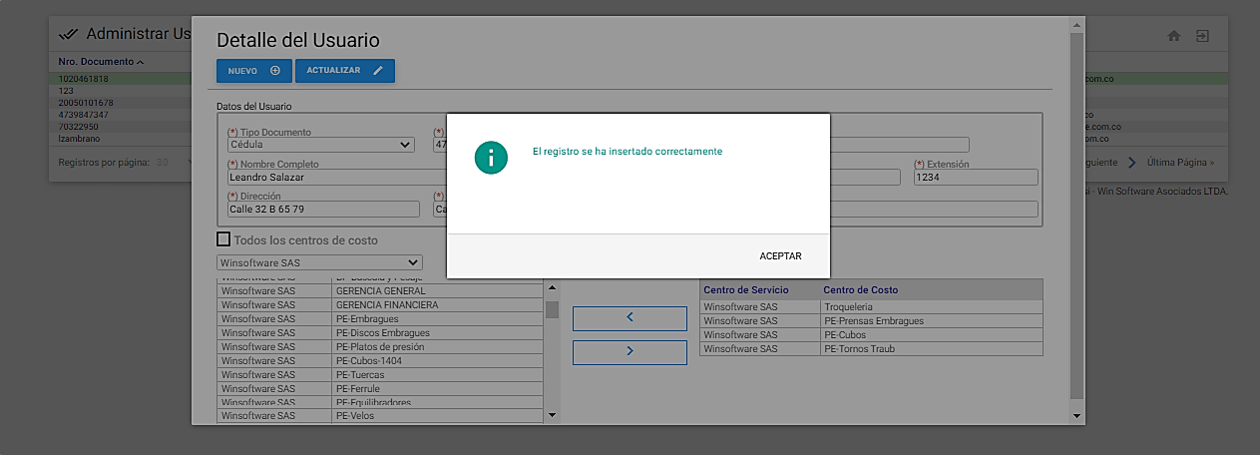 Administrar Us
Nro. Documento
1020461818
123
20050101678
4739847347
70322950
lzambrano
Registros por página: 30
Detalle del Usuario
NUEVO
ACTUALIZAR
Datos del Usuario
(*) Tipo Documento
(*)
Cédula
47
(*) Nombre Completo
(*) Extensión
Leandro Salazar
1234
(*) Dirección
(*)
Calle 32 B 65 79
Ca
El registro se ha insertado correctamente
ACEPTAR
Todos los centros de costo
Winsoftware SAS
Winsoftware SAS
Winsoftware SAS GERENCIA GENERAL
Winsoftware SAS GERENCIA FINANCIERA
Winsoftware SAS PE-Embragues
Winsoftware SAS PE-Discos Embragues
Winsoftware SAS PE-Platos de presión
Winsoftware SAS PE-Cubos-1404
Winsoftware SAS PE-Tuercas
Winsoftware SAS PE-Ferrule
Winsoftware SAS PE-Equilibradores
Winsoftware SAS PE-Velos
Centro de Servicio Centro de Costo
Winsoftware SAS Troqueleria
Winsoftware SAS PE-Prensas Embragues
Winsoftware SAS PE-Cubos
Winsoftware SAS PE-Tornos Traub
com.co
co
e.com.co
om.co
guiente
Última Página »
si - Win Software Asociados LTDA.